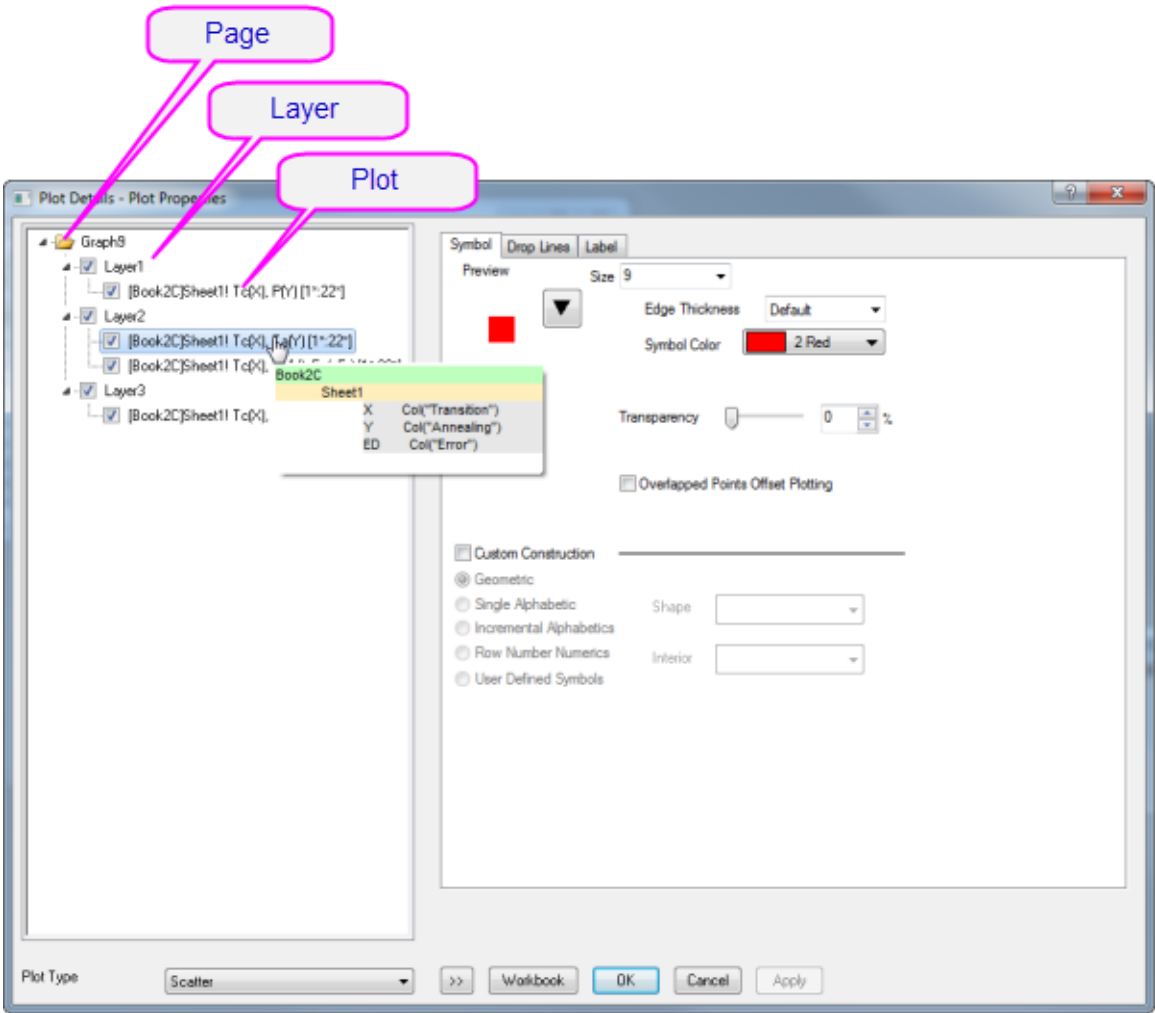 Page
Layer
Plot
Plot Details - Plot Properties
Graph9
Layer1
[Book2C]Sheet1! Tc(X), P(Y) [1*:22*]
Layer2
[Book2C]Sheet1! Tc(X), Ta(Y) [1*:22*]
[Book2C]Sheet1! Tc(X),
Layer3
[Book2C]Sheet1! Tc(X),
Book2C
Sheet1
X Col("Transition")
Y Col("Annealing")
ED Col("Error")
Symbol Drop Lines Label
Preview
Size 9
Edge Thickness Default
Symbol Color 2 Red
Transparency 0 %
Overlapped Points Offset Plotting
Custom Construction
Geometric
Single Alphabetic
Shape
Incremental Alphabetics
Row Number Numerics
Interior
User Defined Symbols
Plot Type Scatter >> Workbook OK Cancel Apply